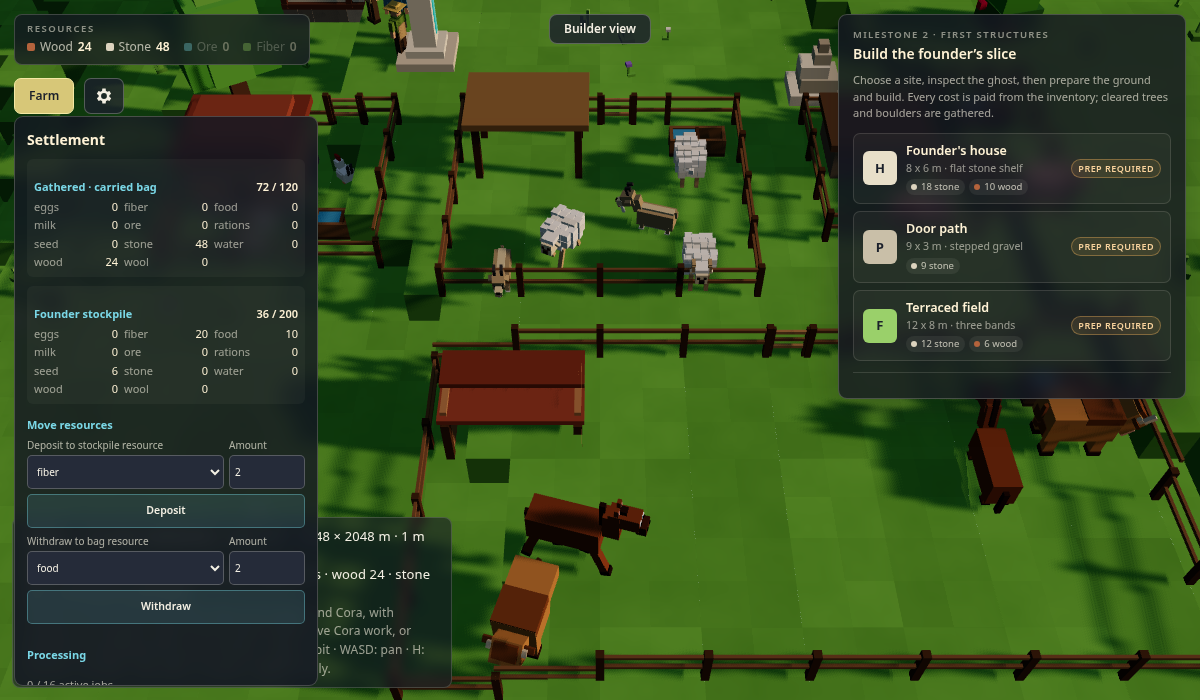 RESOURCES
Wood 24 Stone 48 Ore 0 Fiber 0
Farm
Settlement
Gathered · carried bag 72 / 120
eggs 0 fiber 0 food 0
milk 0 ore 0 rations 0
seed 0 stone 48 water 0
wood 24 wool 0
Founder stockpile 36 / 200
eggs 0 fiber 20 food 10
milk 0 ore 0 rations 0
seed 6 stone 0 water 0
wood 0 wool 0
Move resources
Deposit to stockpile resource Amount
fiber 2
Deposit
Withdraw to bag resource Amount
food 2
Withdraw
Processing
0 / 16 active jobs
48 × 2048 m · 1 m
s · wood 24 · stone
nd Cora, with
ve Cora work, or
bit · WASD: pan · H:
ly.
Builder view
MILESTONE 2 · FIRST STRUCTURES
Build the founder's slice
Choose a site, inspect the ghost, then prepare the ground
and build. Every cost is paid from the inventory; cleared trees
and boulders are gathered.
H Founder's house
8 x 6 m · flat stone shelf
18 stone 10 wood
PREP REQUIRED
P Door path
9 x 3 m · stepped gravel
9 stone
PREP REQUIRED
F Terraced field
12 x 8 m · three bands
12 stone 6 wood
PREP REQUIRED